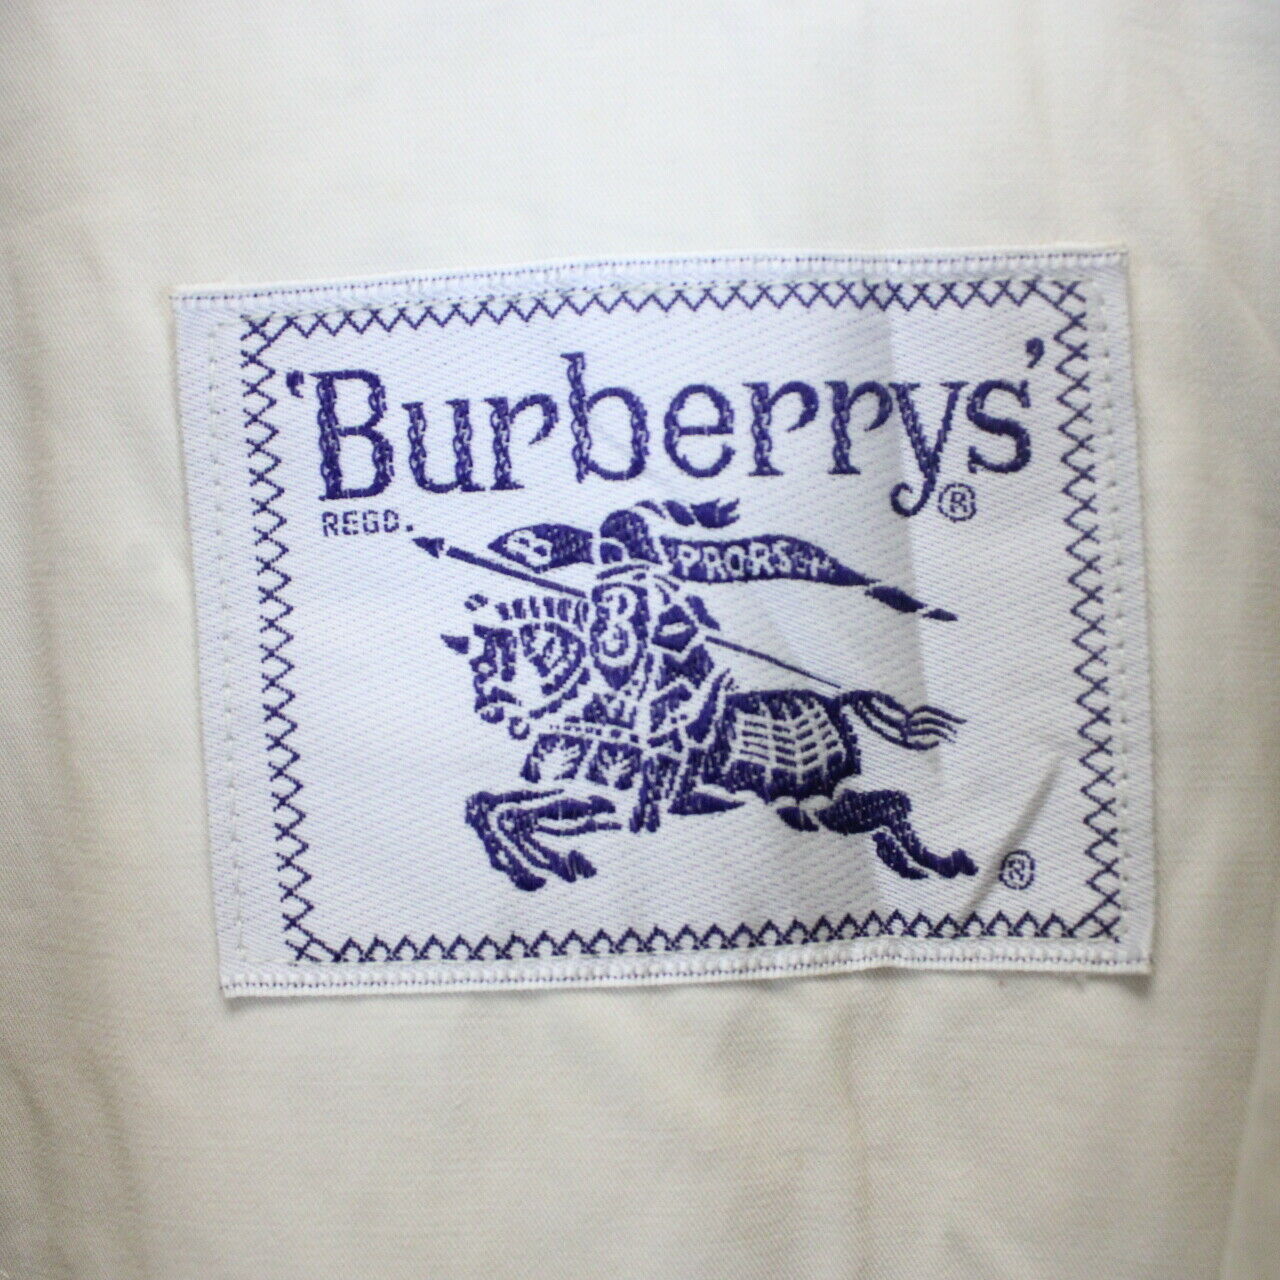 'Burberrys'
®
REGD.
B PRORSUM
B
®